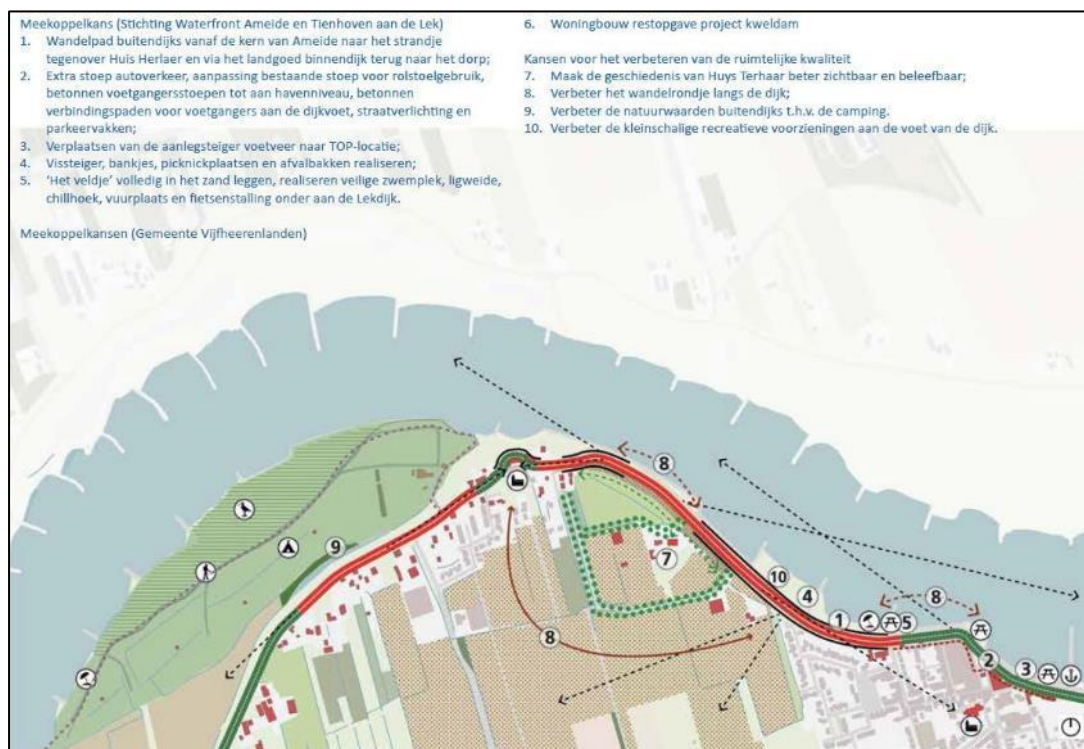 Meekoppelkans (Stichting Waterfront Ameide en Tienhoven aan de Lek)
1. Wandelpad buitendijks vanaf de kern van Ameide naar het strandje
tegenover Huis Herlaer en via het landgoed binnendijk terug naar het dorp;
2. Extra stoep autoverkeer, aanpassing bestaande stoep voor rolstoelgebruik,
betonnen voetgangersstoepen tot aan havenniveau, betonnen
verbindingspaden voor voetgangers aan de dijkvoet, straatverlichting en
parkeervakken;
3. Verplaatsen van de aanlegsteiger voetveer naar TOP-locatie;
4. Vissteiger, bankjes, picknickplaatsen en afvalbakken realiseren;
5. ‘Het veldje’ volledig in het zand leggen, realiseren veilige zwemplek, ligweide,
chillhoek, vuurplaats en fietsenstalling onder aan de Lekdijk.
Meekoppelkansen (Gemeente Vijfheerenlanden)
6. Woningbouw restopgave project kweldam
Kansen voor het verbeteren van de ruimtelijke kwaliteit
7. Maak de geschiedenis van Huys Terhaar beter zichtbaar en beleefbaar;
8. Verbeter het wandelrondje langs de dijk;
9. Verbeter de natuurwaarden buitendijks t.h.v. de camping.
10. Verbeter de kleinschalige recreatieve voorzieningen aan de voet van de dijk.
8
9
7
10
4
1
5
8
8
2
3